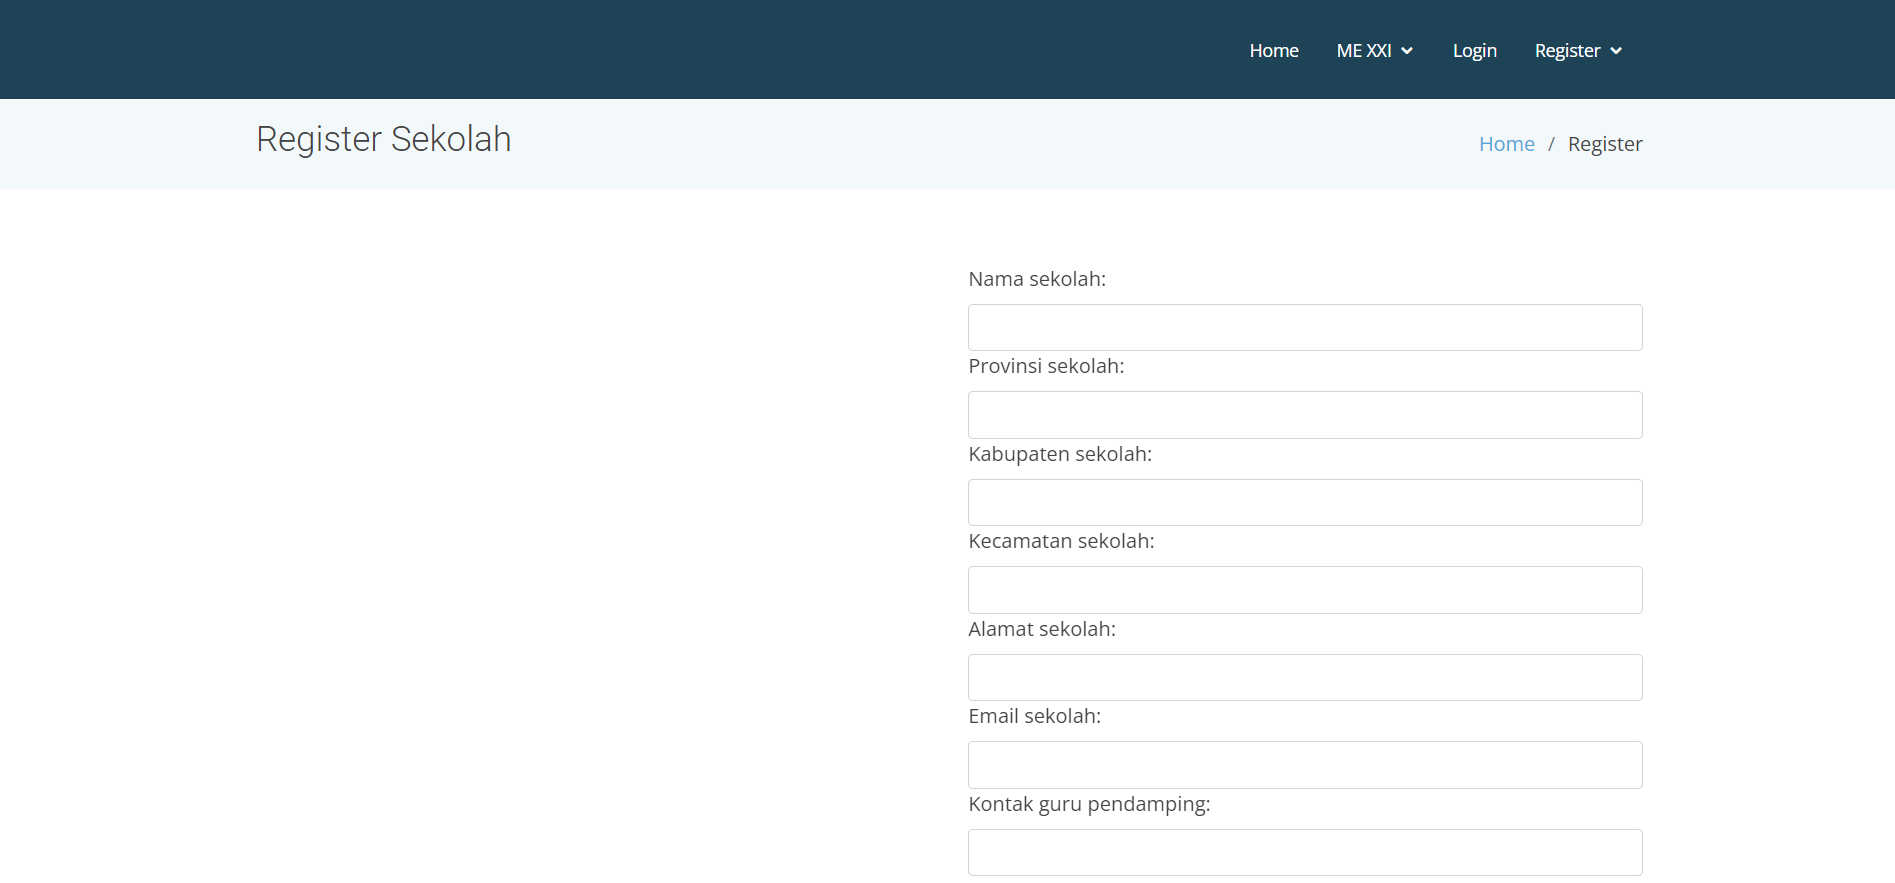 Home ME XXI Login Register
Register Sekolah
Home / Register
Nama sekolah:
Provinsi sekolah:
Kabupaten sekolah:
Kecamatan sekolah:
Alamat sekolah:
Email sekolah:
Kontak guru pendamping: